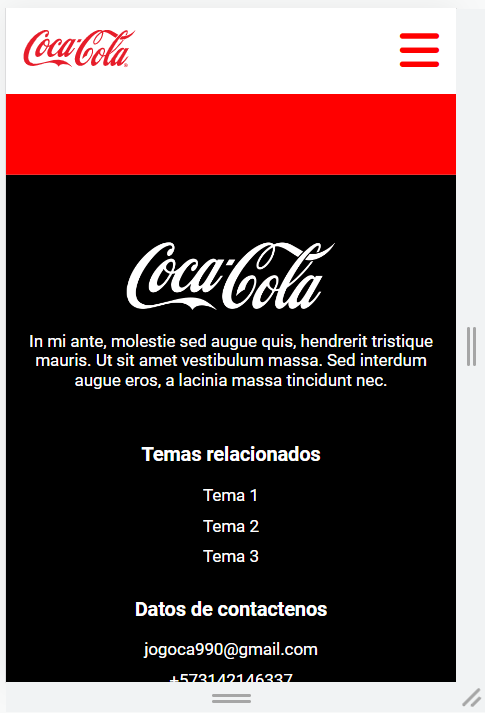 Coca-Cola
Coca-Cola
In mi ante, molestie sed augue quis, hendrerit tristique
mauris. Ut sit amet vestibulum massa. Sed interdum
augue eros, a lacinia massa tincidunt nec.
Temas relacionados
Tema 1
Tema 2
Tema 3
Datos de contactenos
jogoca990@gmail.com
+573142146337